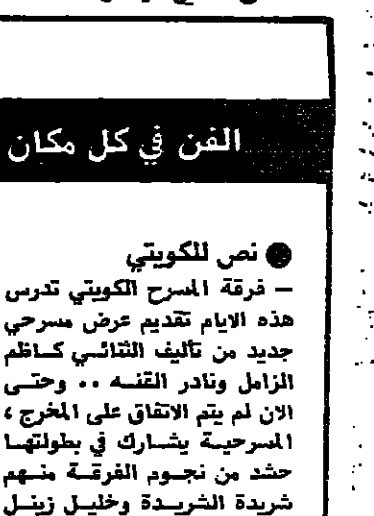 الفن في كل مكان
● نص للكويتي
— فرقة المسرح الكويتي تدرس
هذه الايام تقديم عرض مسرحي
جديد من تأليف الثنائي كاظم
الزامل ونادر القنه .. وحتى
الان لم يتم الاتفاق على المخرج ،
المسرحية يشارك في بطولتها
حشد من نجوم الفرقة منهم
شريدة الشريدة وخليل زينل